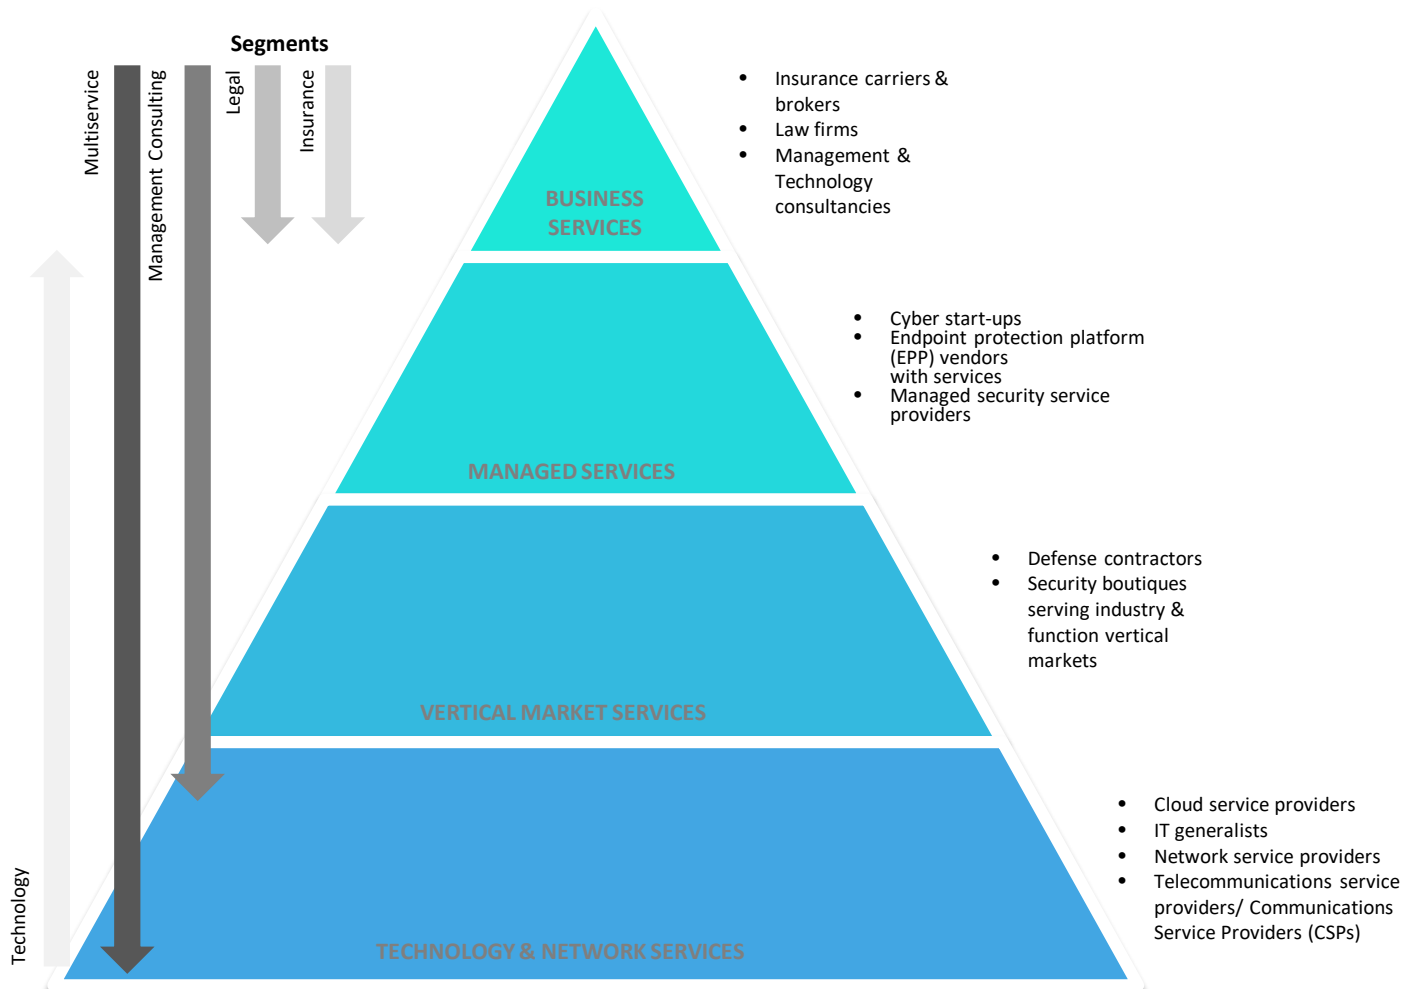 Segments
Multiservice
Management Consulting
Legal
Insurance
Technology
BUSINESS
SERVICES
• Insurance carriers &
brokers
• Law firms
• Management &
Technology
consultancies
MANAGED SERVICES
• Cyber start-ups
• Endpoint protection platform
(EPP) vendors
with services
• Managed security service
providers
VERTICAL MARKET SERVICES
• Defense contractors
• Security boutiques
serving industry &
function vertical
markets
TECHNOLOGY & NETWORK SERVICES
• Cloud service providers
• IT generalists
• Network service providers
• Telecommunications service
providers/ Communications
Service Providers (CSPs)